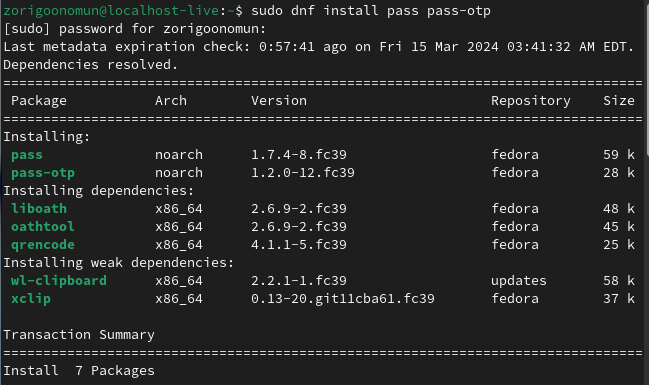 zorigoonomun@localhost-live:~$ sudo dnf install pass pass-otp
[sudo] password for zorigoonomun:
Last metadata expiration check: 0:57:41 ago on Fri 15 Mar 2024 03:41:32 AM EDT.
Dependencies resolved.
================================================================================
Package Arch Version Repository Size
================================================================================
Installing:
pass noarch 1.7.4-8.fc39 fedora 59 k
pass-otp noarch 1.2.0-12.fc39 fedora 28 k
Installing dependencies:
liboath x86_64 2.6.9-2.fc39 fedora 48 k
oathtool x86_64 2.6.9-2.fc39 fedora 45 k
qrencode x86_64 4.1.1-5.fc39 fedora 25 k
Installing weak dependencies:
wl-clipboard x86_64 2.2.1-1.fc39 updates 58 k
xclip x86_64 0.13-20.git11cba61.fc39 fedora 37 k
Transaction Summary
================================================================================
Install 7 Packages